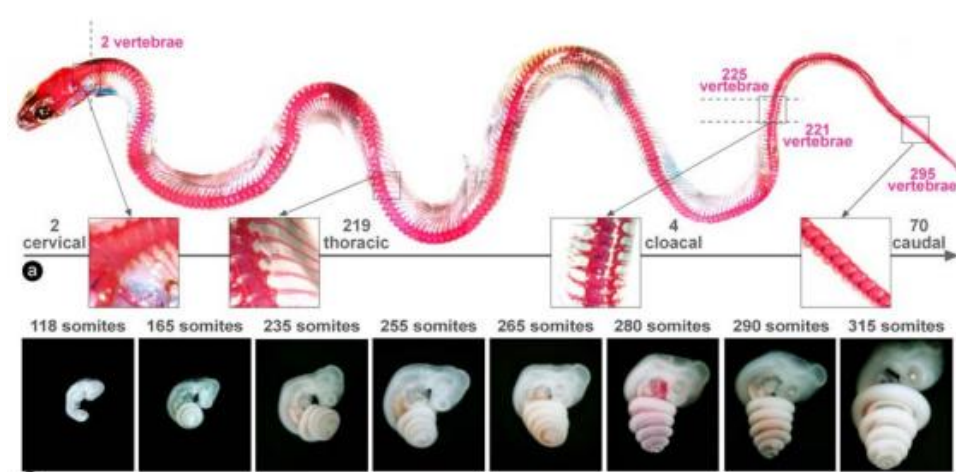 2 vertebrae
225
vertebrae
221
vertebrae
295
vertebrae
2
cervical
219
thoracic
4
cloacal
70
caudal
a
118 somites
165 somites
235 somites
255 somites
265 somites
280 somites
290 somites
315 somites